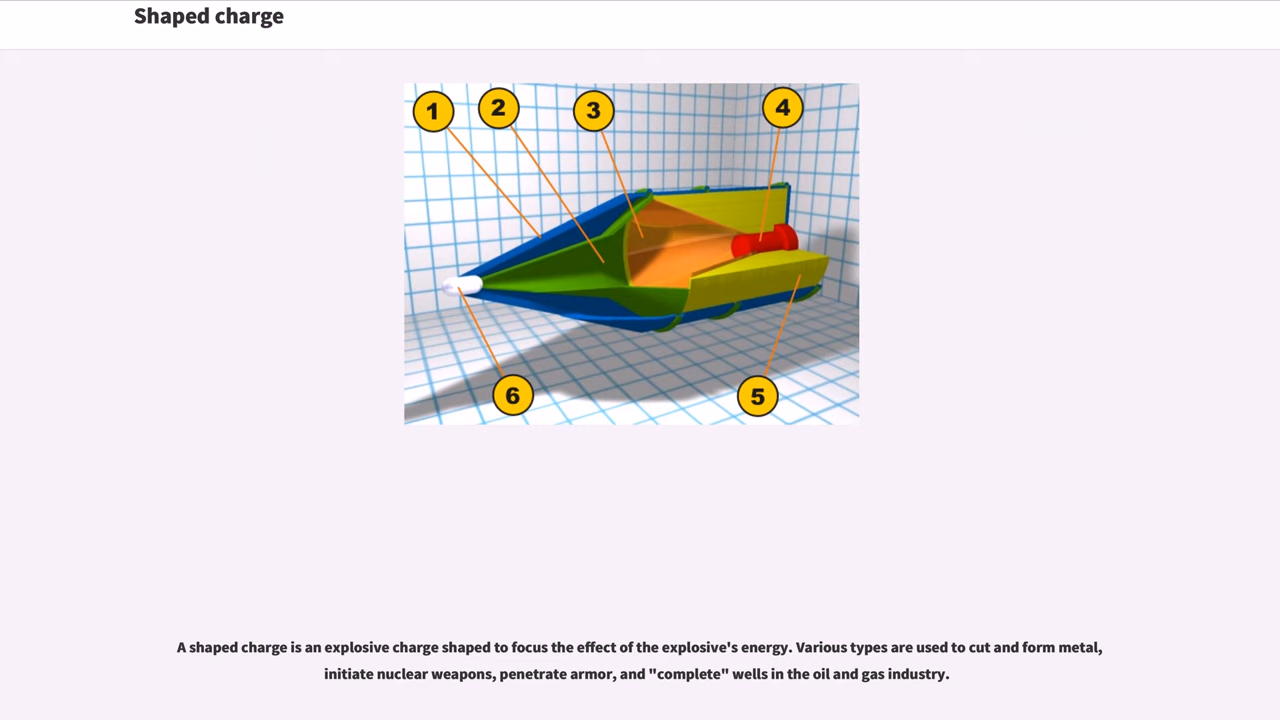 Shaped charge
1
2
3
4
5
6
A shaped charge is an explosive charge shaped to focus the effect of the explosive's energy. Various types are used to cut and form metal,
initiate nuclear weapons, penetrate armor, and "complete" wells in the oil and gas industry.